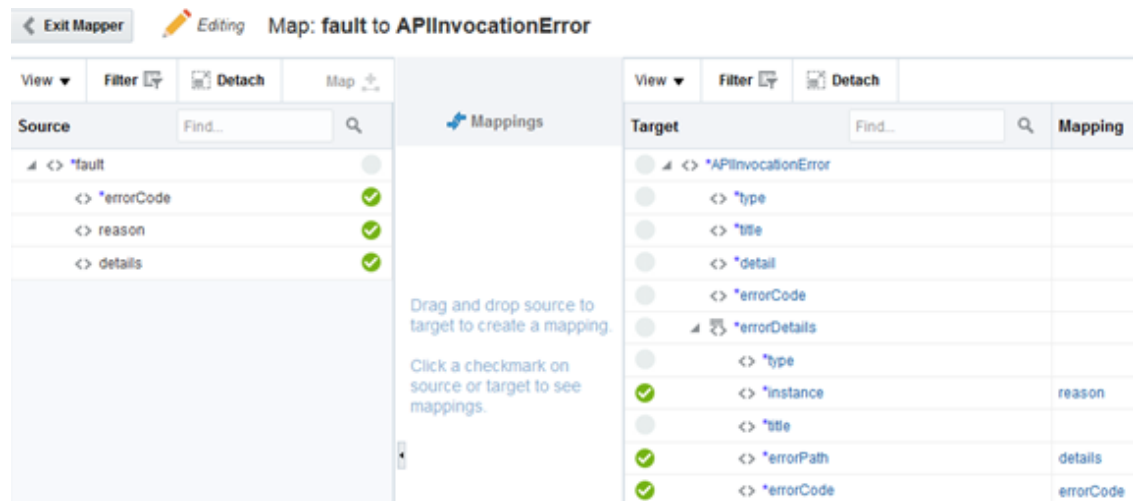 Exit Mapper Editing Map: fault to APIInvocationError
View Filter Detach Map
Source Find...
*fault
<> *errorCode
<> reason
<> details
Mappings
Drag and drop source to
target to create a mapping.
Click a checkmark on
source or target to see
mappings.
View Filter Detach
Target Find... Mapping
<> *APIInvocationError
<> *type
<> *title
<> *detail
<> *errorCode
*errorDetails
<> *type
<> *instance reason
<> *title
<> *errorPath details
<> *errorCode errorCode